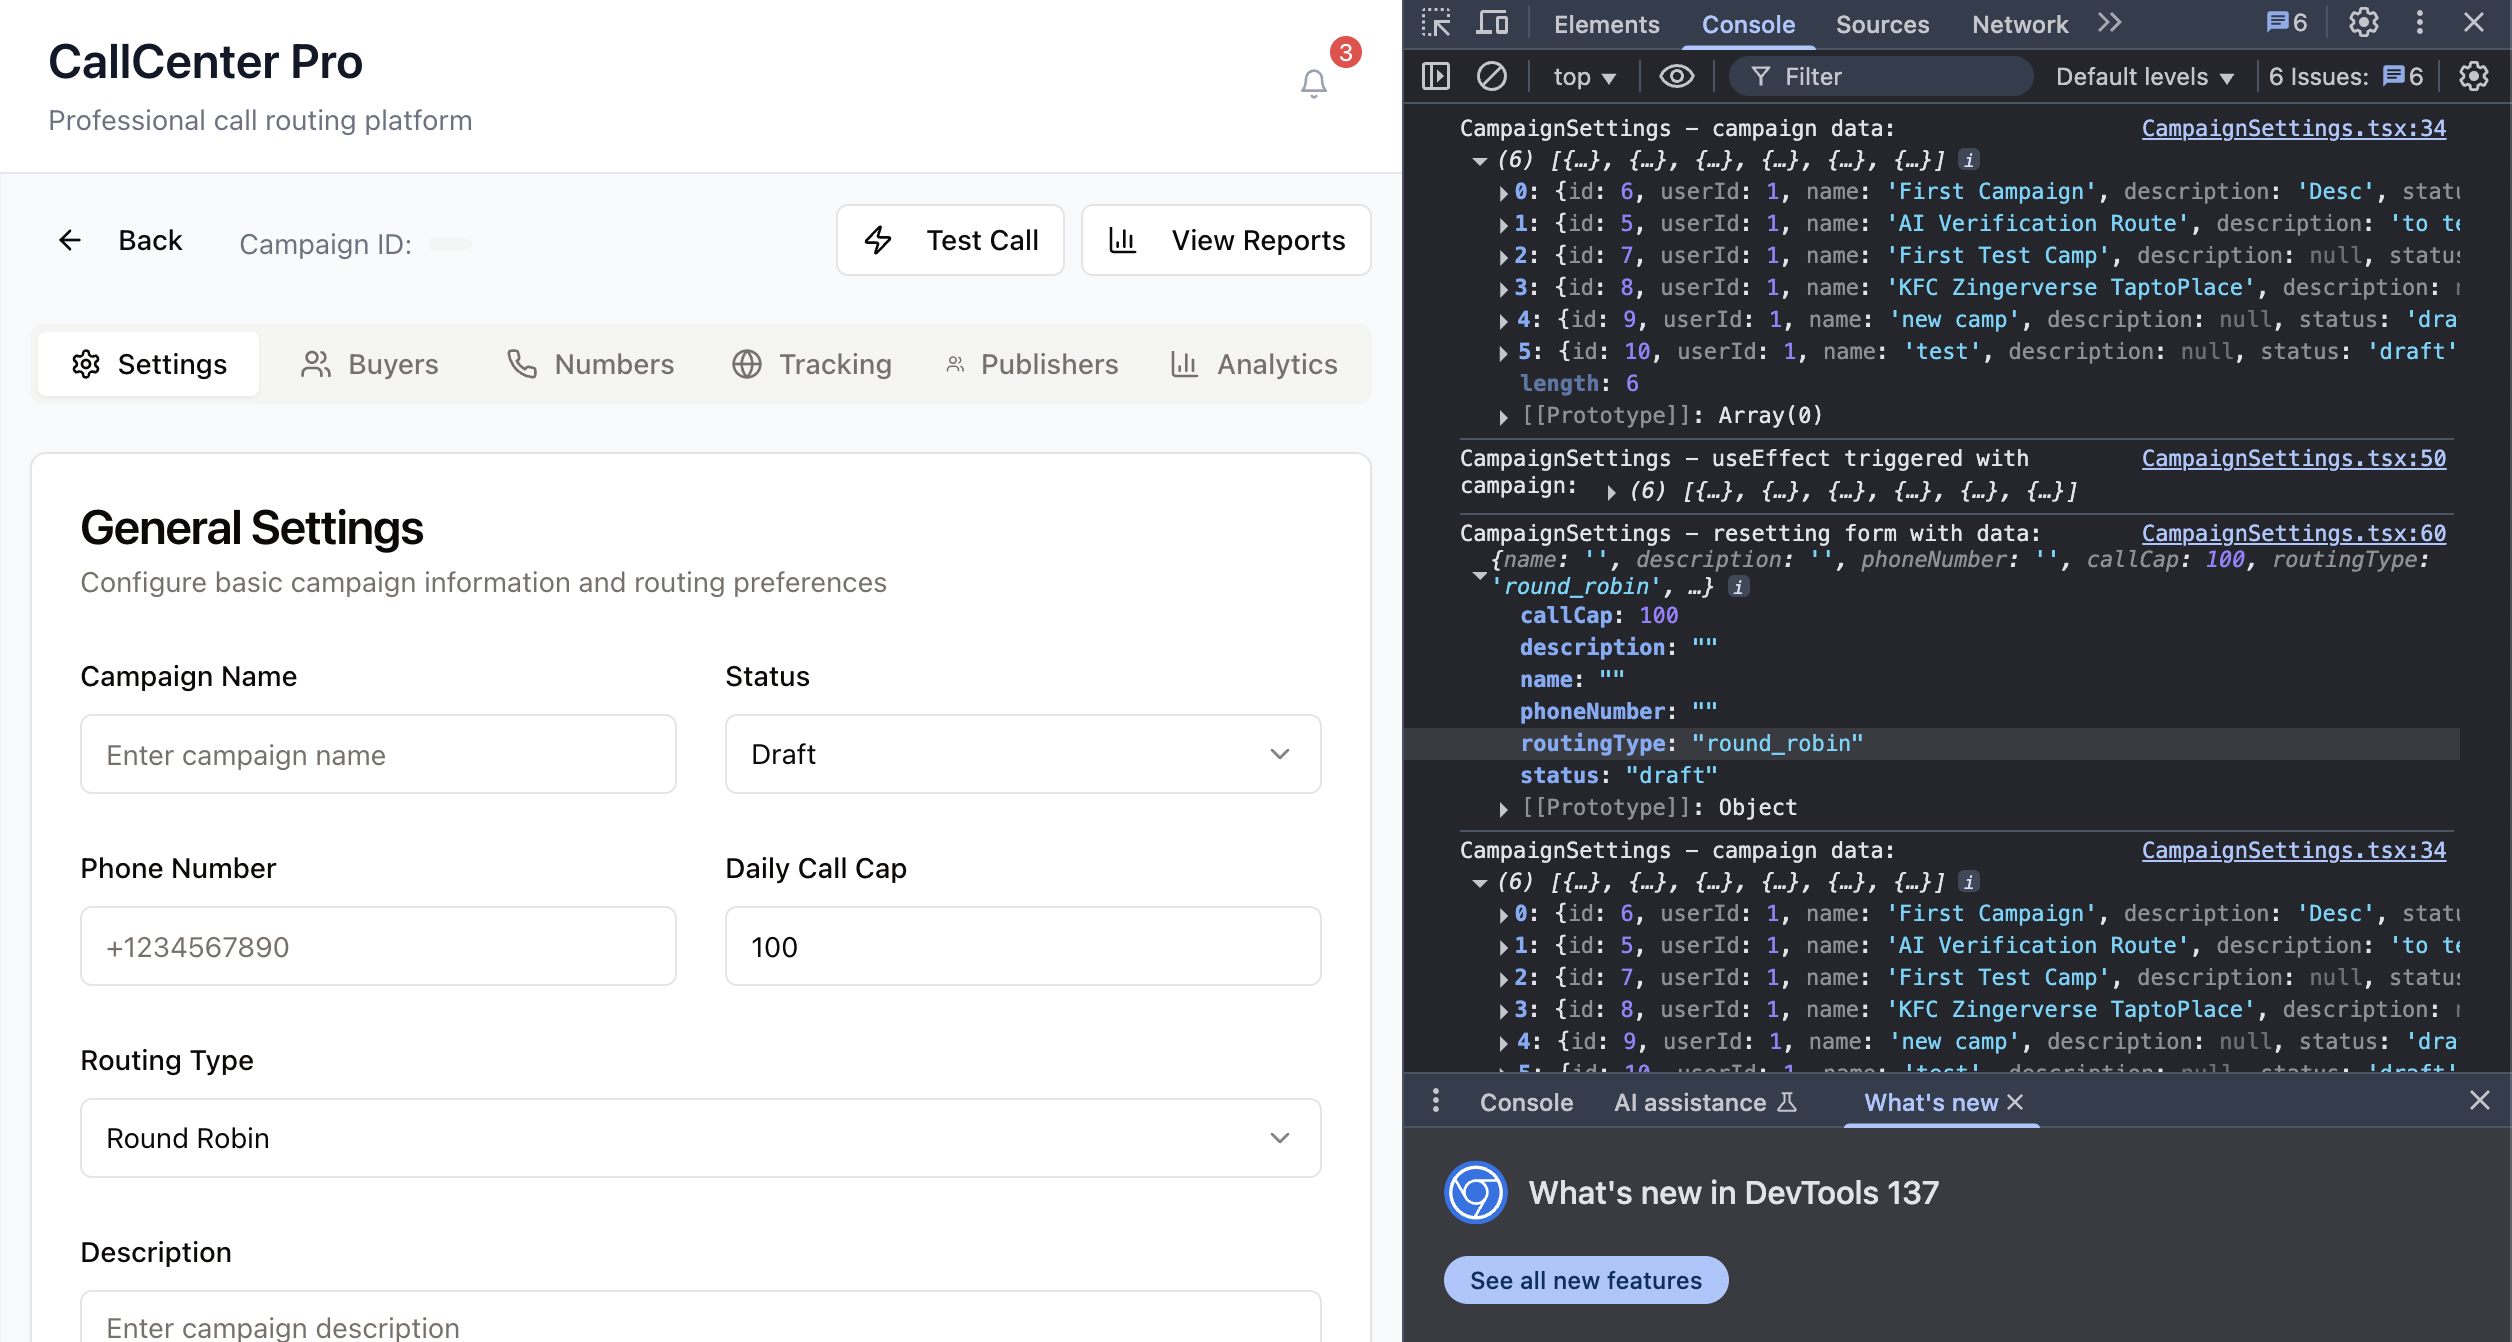 CallCenter Pro
Professional call routing platform
3
Back
Campaign ID:
Test Call
View Reports
Settings
Buyers
Numbers
Tracking
Publishers
Analytics
General Settings
Configure basic campaign information and routing preferences
Campaign Name
Status
Enter campaign name
Draft
Phone Number
Daily Call Cap
+1234567890
100
Routing Type
Round Robin
Description
Enter campaign description
Elements
Console
Sources
Network
6
top
Filter
Default levels
6 Issues: 6
CampaignSettings – campaign data: CampaignSettings.tsx:34
(6) [{…}, {…}, {…}, {…}, {…}, {…}] i
0: {id: 6, userId: 1, name: 'First Campaign', description: 'Desc', statu
1: {id: 5, userId: 1, name: 'AI Verification Route', description: 'to te
2: {id: 7, userId: 1, name: 'First Test Camp', description: null, status
3: {id: 8, userId: 1, name: 'KFC Zingerverse TaptoPlace', description:
4: {id: 9, userId: 1, name: 'new camp', description: null, status: 'dra
5: {id: 10, userId: 1, name: 'test', description: null, status: 'draft'
length: 6
[[Prototype]]: Array(0)
CampaignSettings – useEffect triggered with CampaignSettings.tsx:50
campaign: (6) [{…}, {…}, {…}, {…}, {…}, {…}]
CampaignSettings – resetting form with data: CampaignSettings.tsx:60
{name: '', description: '', phoneNumber: '', callCap: 100, routingType:
'round_robin', …} i
callCap: 100
description: ""
name: ""
phoneNumber: ""
routingType: "round_robin"
status: "draft"
[[Prototype]]: Object
CampaignSettings – campaign data: CampaignSettings.tsx:34
(6) [{…}, {…}, {…}, {…}, {…}, {…}] i
0: {id: 6, userId: 1, name: 'First Campaign', description: 'Desc', statu
1: {id: 5, userId: 1, name: 'AI Verification Route', description: 'to te
2: {id: 7, userId: 1, name: 'First Test Camp', description: null, status
3: {id: 8, userId: 1, name: 'KFC Zingerverse TaptoPlace', description:
4: {id: 9, userId: 1, name: 'new camp', description: null, status: 'dra
5: {id: 10, userId: 1, name: 'test', description: null, status: 'draft'
Console
AI assistance
What's new
What's new in DevTools 137
See all new features